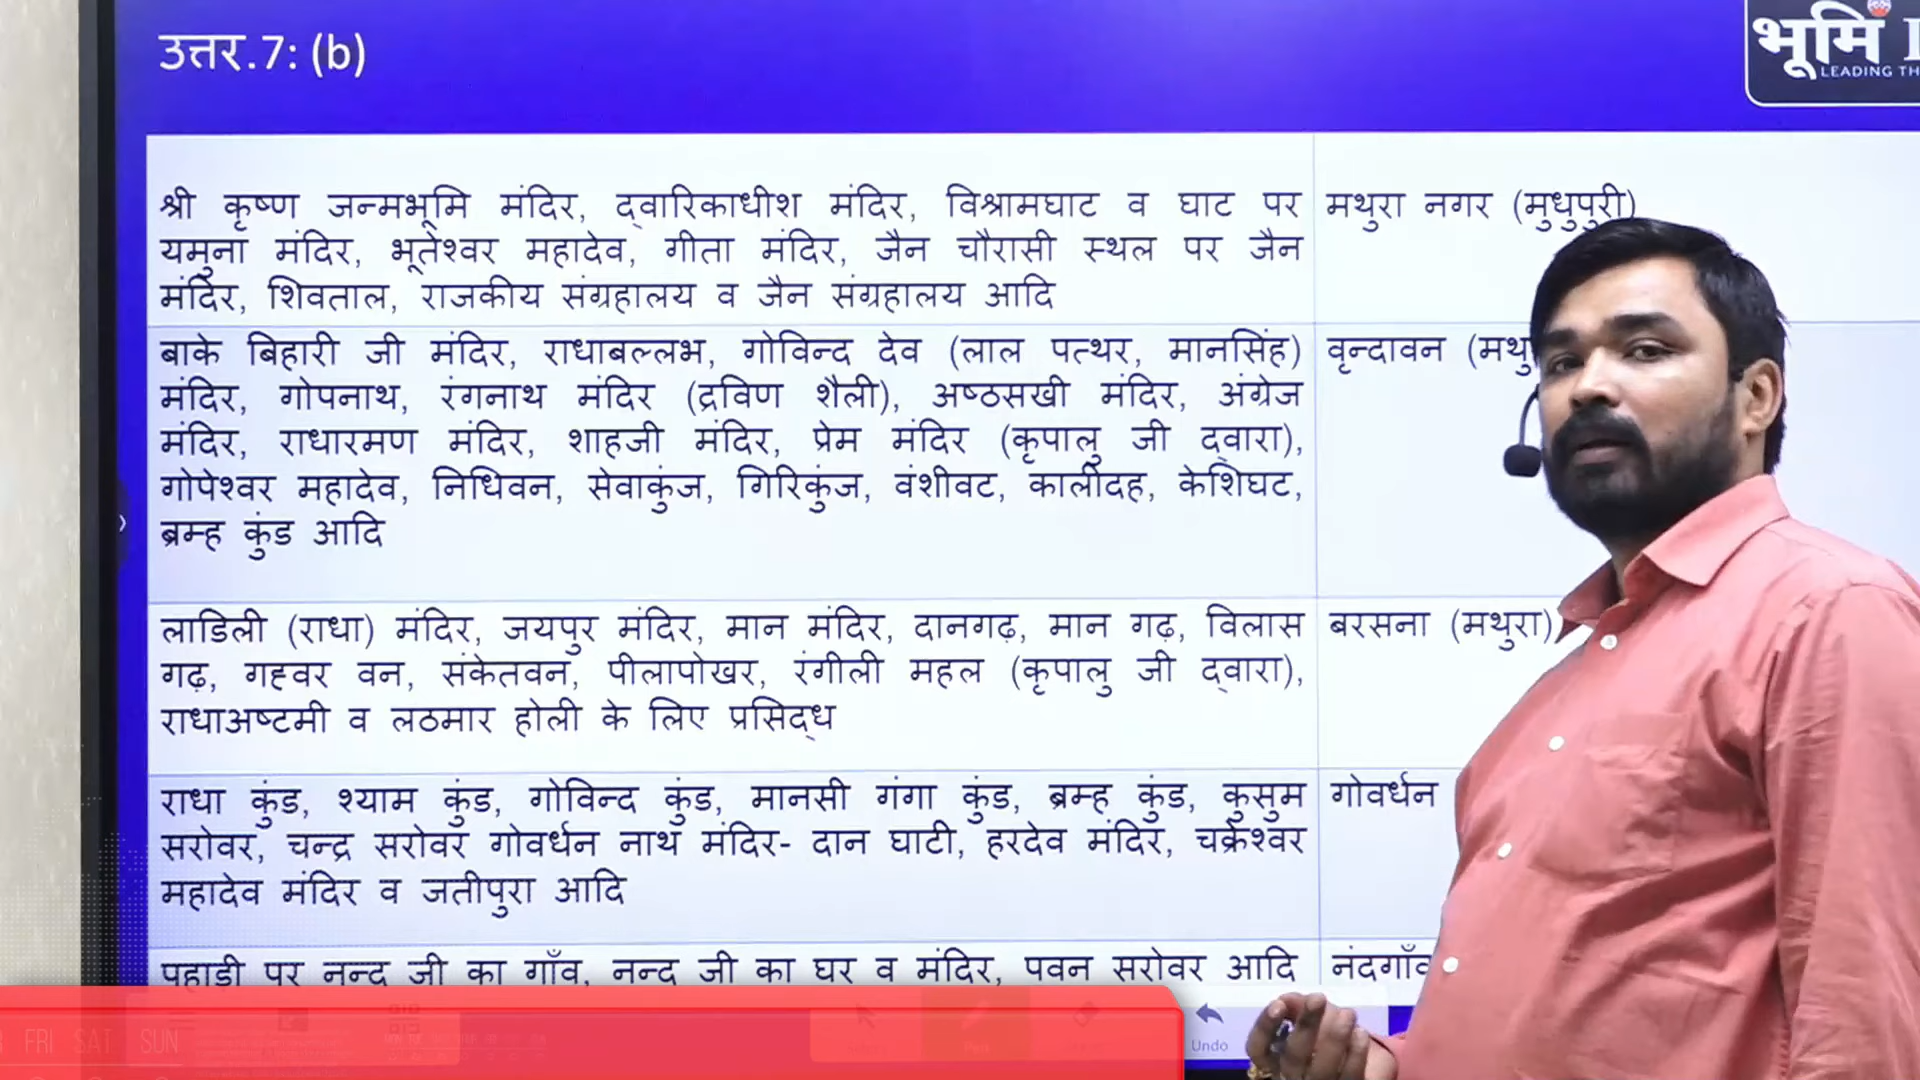 उत्तर.7: (b)
भूमि I
LEADING TH
श्री कृष्ण जन्मभूमि मंदिर, द्वारिकाधीश मंदिर, विश्रामघाट व घाट पर
यमुना मंदिर, भूतेश्वर महादेव, गीता मंदिर, जैन चौरासी स्थल पर जैन
मंदिर, शिवताल, राजकीय संग्रहालय व जैन संग्रहालय आदि
मथुरा नगर (मुधुपुरी)
बाके बिहारी जी मंदिर, राधाबल्लभ, गोविन्द देव (लाल पत्थर, मानसिंह)
मंदिर, गोपनाथ, रंगनाथ मंदिर (द्रविण शैली), अष्ठसखी मंदिर, अंग्रेज
मंदिर, राधारमण मंदिर, शाहजी मंदिर, प्रेम मंदिर (कृपालु जी द्वारा),
गोपेश्वर महादेव, निधिवन, सेवाकुंज, गिरिकुंज, वंशीवट, कालीदह, केशिघट,
ब्रम्ह कुंड आदि
वृन्दावन (मथु
लाडिली (राधा) मंदिर, जयपुर मंदिर, मान मंदिर, दानगढ़, मान गढ़, विलास
गढ़, गह्वर वन, संकेतवन, पीलापोखर, रंगीली महल (कृपालु जी द्वारा),
राधाअष्टमी व लठमार होली के लिए प्रसिद्ध
बरसना (मथुरा)
राधा कुंड, श्याम कुंड, गोविन्द कुंड, मानसी गंगा कुंड, ब्रम्ह कुंड, कुसुम
सरोवर, चन्द्र सरोवर गोवर्धन नाथ मंदिर- दान घाटी, हरदेव मंदिर, चक्रेश्वर
महादेव मंदिर व जतीपुरा आदि
गोवर्धन
पहाडी पर नन्द जी का गाँव, नन्द जी का घर व मंदिर, पवन सरोवर आदि
नंदगाँव
FRI SAT SUN
Undo